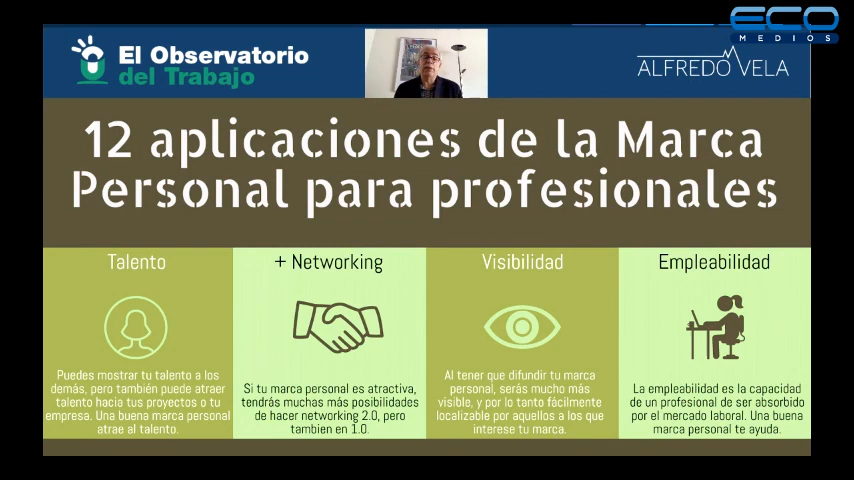 ECO
MEDIOS
El Observatorio
del Trabajo
ALFREDO VELA
12 aplicaciones de la Marca
Personal para profesionales
Talento
Puedes mostrar tu talento a los
demás, pero también puede atraer
talento hacia tus proyectos o tu
empresa. Una buena marca personal
atrae al talento.
+ Networking
Si tu marca personal es atractiva,
tendrás muchas más posibilidades
de hacer networking 2.0, pero
tambien en 1.0.
Visibilidad
Al tener que difundir tu marca
personal, serás mucho más
visible, y por lo tanto fácilmente
localizable por aquellos a los que
interese tu marca.
Empleabilidad
La empleabilidad es la capacidad
de un profesional de ser absorbido
por el mercado laboral. Una buena
marca personal te ayuda.